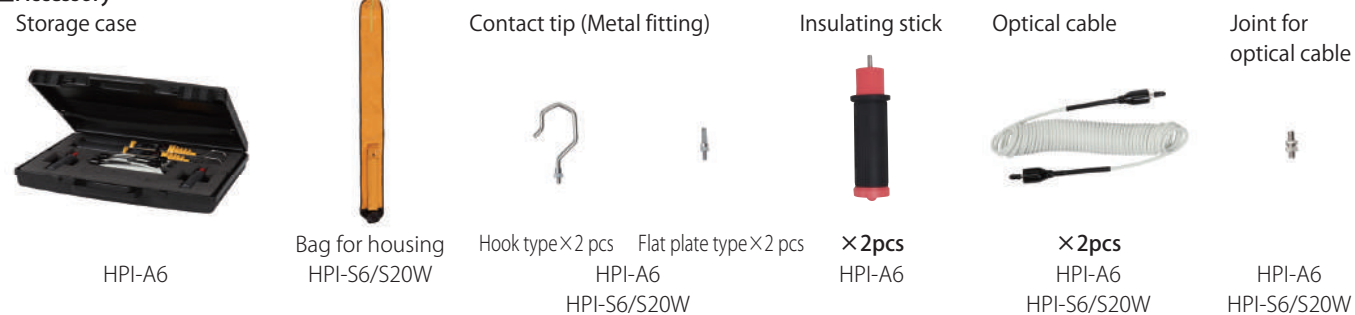 ■Accessory
Storage case
Contact tip (Metal fitting)
Insulating stick
Optical cable
Joint for
optical cable
Bag for housing
Hook type×2 pcs
Flat plate type×2 pcs
×2pcs
×2pcs
HPI-A6
HPI-S6/S20W
HPI-A6
HPI-A6
HPI-A6
HPI-A6
HPI-S6/S20W
HPI-S6/S20W
HPI-S6/S20W